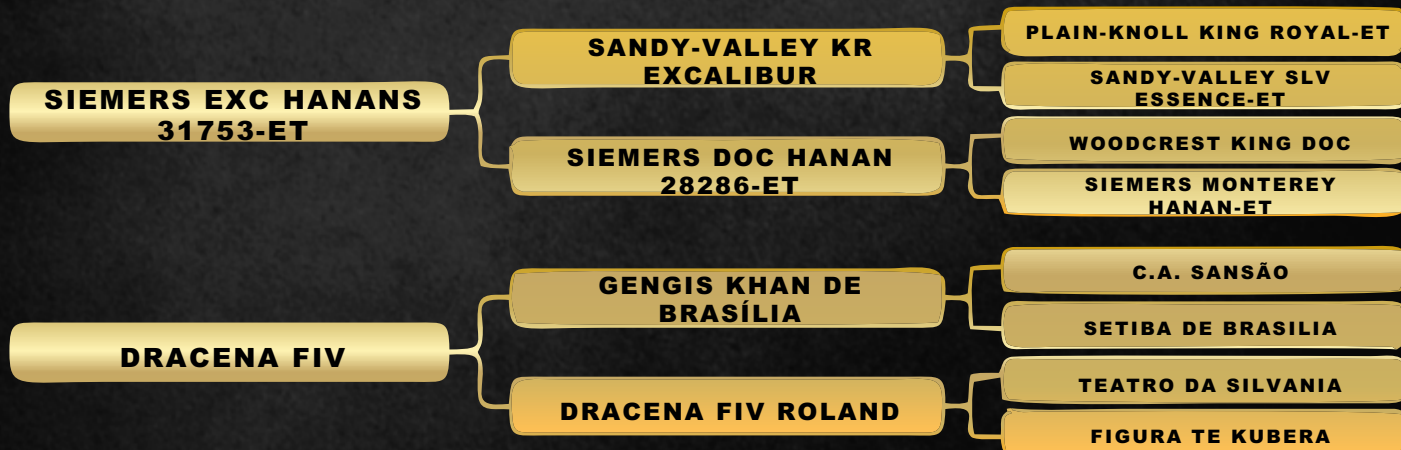 SIEMERS EXC HANANS
31753-ET
SANDY-VALLEY KR
EXCALIBUR
PLAIN-KNOLL KING ROYAL-ET
SANDY-VALLEY SLV
ESSENCE-ET
SIEMERS DOC HANAN
28286-ET
WOODCREST KING DOC
SIEMERS MONTEREY
HANAN-ET
DRACENA FIV
GENGIS KHAN DE
BRASÍLIA
C.A. SANSÃO
SETIBA DE BRASILIA
DRACENA FIV ROLAND
TEATRO DA SILVANIA
FIGURA TE KUBERA